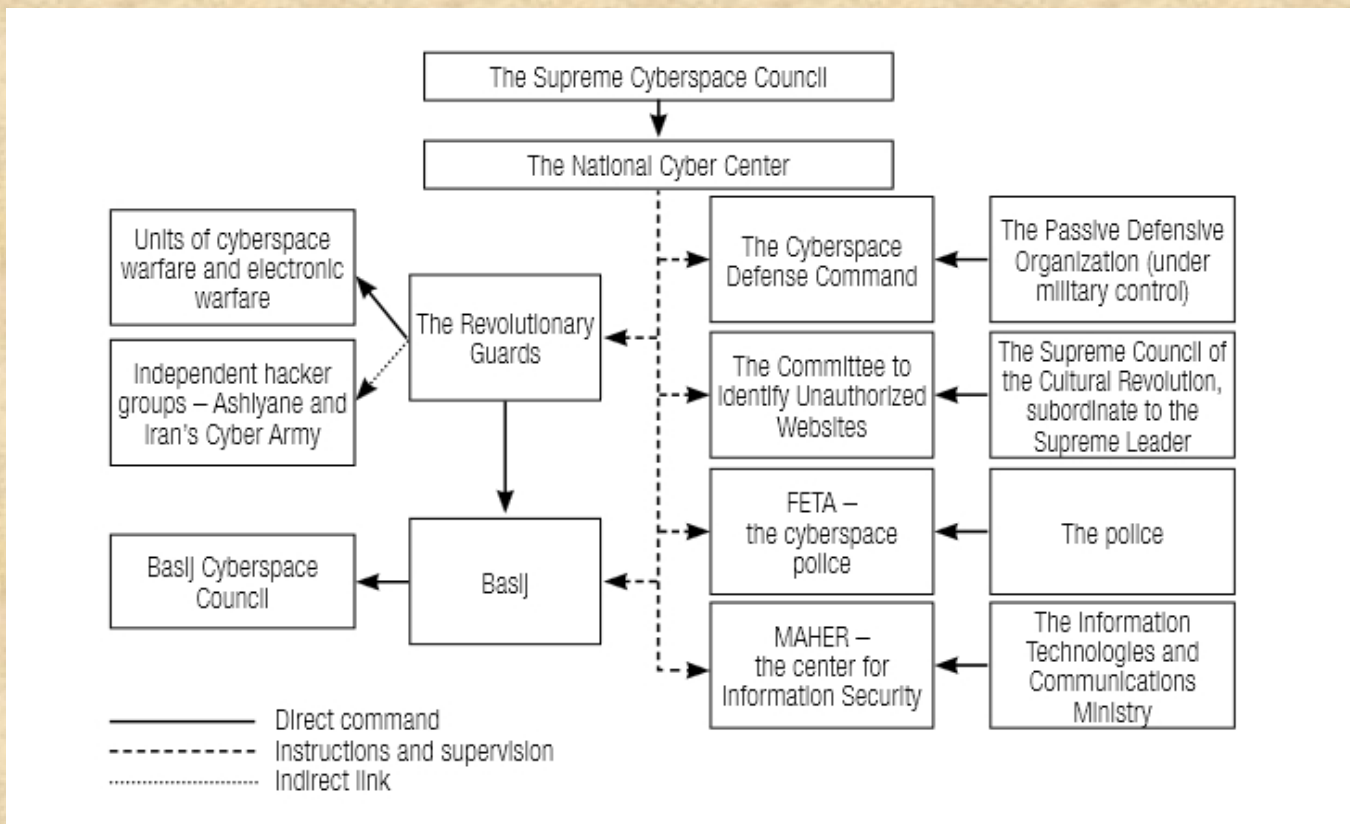 The Supreme Cyberspace Council
The National Cyber Center
Units of cyberspace
warfare and electronic
warfare
Independent hacker
groups – Ashiyane and
Iran's Cyber Army
The Revolutionary
Guards
Basij Cyberspace
Council
Basij
The Cyberspace
Defense Command
The Passive Defensive
Organization (under
military control)
The Committee to
Identify Unauthorized
Websites
The Supreme Council of
the Cultural Revolution,
subordinate to the
Supreme Leader
FETA –
the cyberspace
police
The police
MAHER –
the center for
Information Security
The Information
Technologies and
Communications
Ministry
Direct command
Instructions and supervision
Indirect link